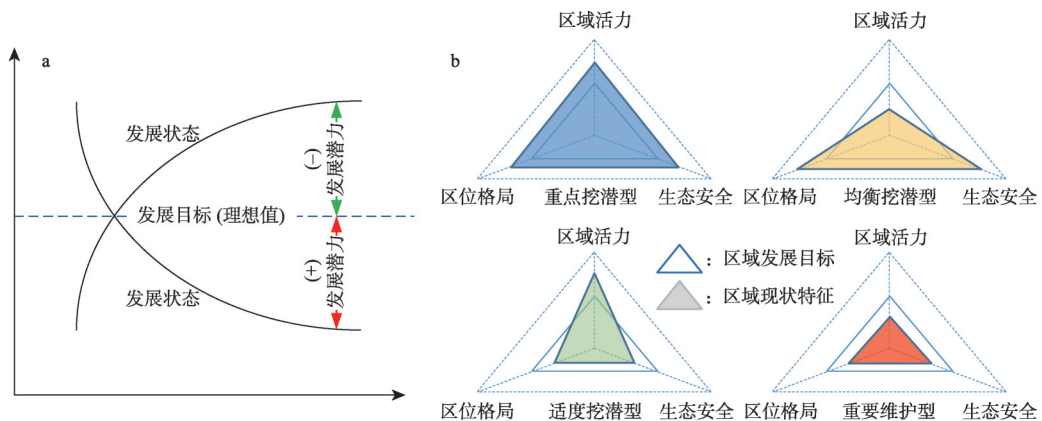 a
发展状态
(−)
发展潜力
发展目标 (理想值)
(+)
发展潜力
发展状态
b
区域活力
区位格局 重点挖潜型 生态安全
区域活力
区位格局 均衡挖潜型 生态安全
区域活力
区位格局 适度挖潜型 生态安全
：区域发展目标
：区域现状特征
区域活力
区位格局 重要维护型 生态安全